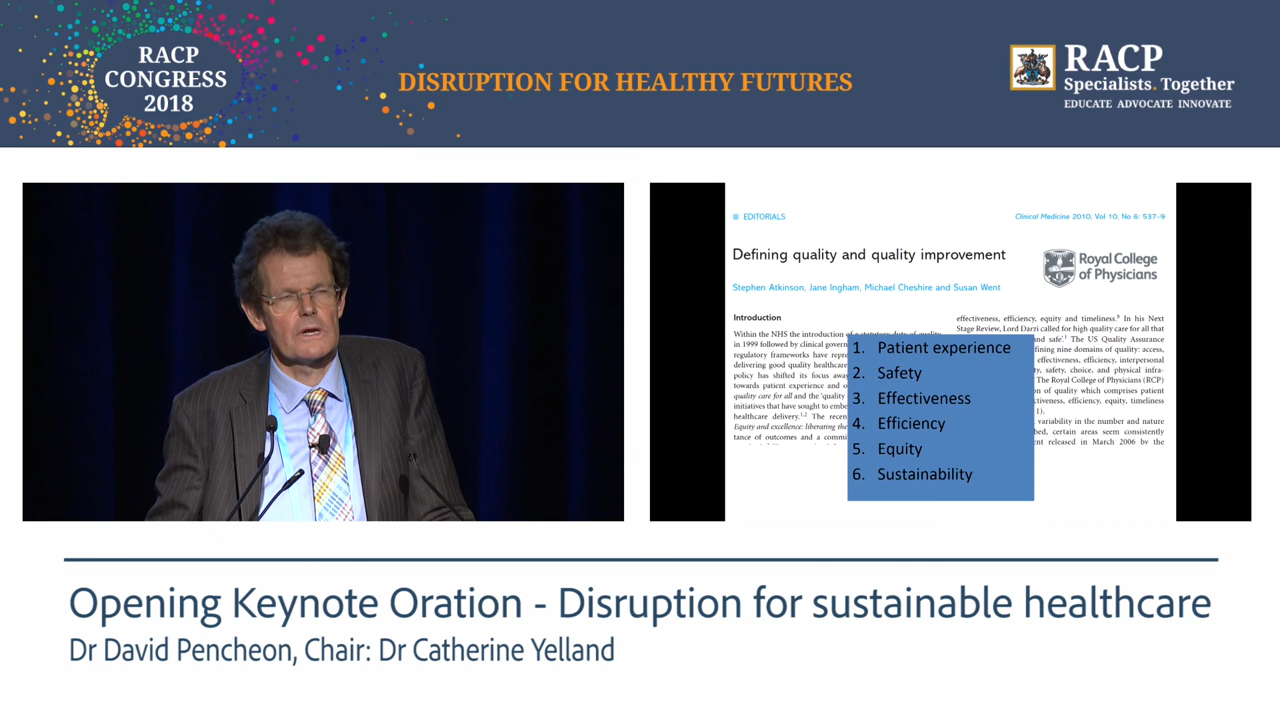 RACP
CONGRESS
2018
DISRUPTION FOR HEALTHY FUTURES
RACP
Specialists. Together
EDUCATE ADVOCATE INNOVATE
EDITORIALS
Clinical Medicine 2010, Vol 10, No 6: 537–9
Defining quality and quality improvement
Royal College
of Physicians
Stephen Atkinson, Jane Ingham, Michael Cheshire and Susan Went
Introduction
Within the NHS the introduction of a statutory duty of quality
in 1999 followed by clinical govern
regulatory frameworks have repre
delivering good quality healthcare
policy has shifted its focus away
towards patient experience and o
quality care for all and the 'quality
initiatives that have sought to embe
healthcare delivery.1,2 The recen
Equity and excellence: liberating the
tance of outcomes and a commi
effectiveness, efficiency, equity and timeliness.6 In his Next
Stage Review, Lord Darzi called for high quality care for all that
and safe'.1 The US Quality Assurance
fining nine domains of quality: access,
effectiveness, efficiency, interpersonal
ty, safety, choice, and physical infra-
The Royal College of Physicians (RCP)
on of quality which comprises patient
ctiveness, efficiency, equity, timeliness
1).
variability in the number and nature
bed, certain areas seem consistently
ent released in March 2006 by the
1. Patient experience
2. Safety
3. Effectiveness
4. Efficiency
5. Equity
6. Sustainability
Opening Keynote Oration - Disruption for sustainable healthcare
Dr David Pencheon, Chair: Dr Catherine Yelland